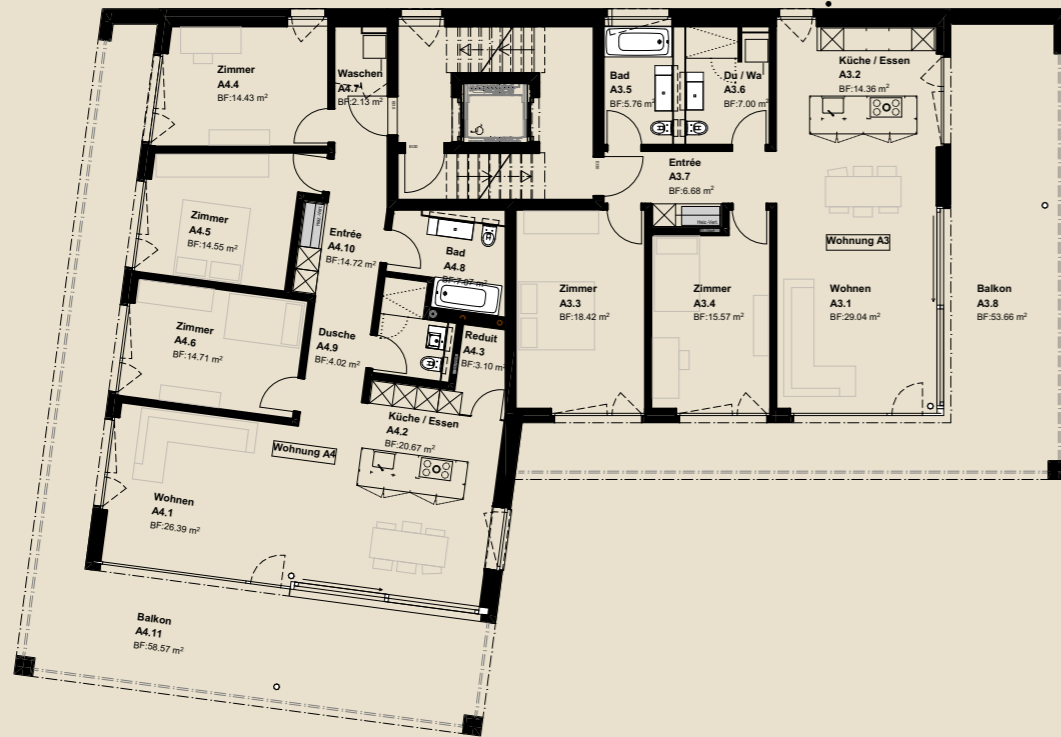 Zimmer
A4.4
BF:14.43 m²
Waschen
A4.7
BF:2.13 m²
Bad
A3.5
BF:5.76 m²
Du / Wa
A3.6
BF:7.00 m²
Küche / Essen
A3.2
BF:14.36 m²
Entrée
A3.7
BF:6.68 m²
Zimmer
A4.5
BF:14.55 m²
Entrée
A4.10
BF:14.72 m²
Bad
A4.8
BF:7.07 m²
Heiz.-Vert.
Wohnung A3
Zimmer
A3.3
BF:18.42 m²
Zimmer
A3.4
BF:15.57 m²
Wohnen
A3.1
BF:29.04 m²
Balkon
A3.8
BF:53.66 m²
Zimmer
A4.6
BF:14.71 m²
Dusche
A4.9
BF:4.02 m²
Reduit
A4.3
BF:3.10 m²
Küche / Essen
A4.2
BF:20.67 m²
Wohnung A4
Wohnen
A4.1
BF:26.39 m²
Balkon
A4.11
BF:58.57 m²